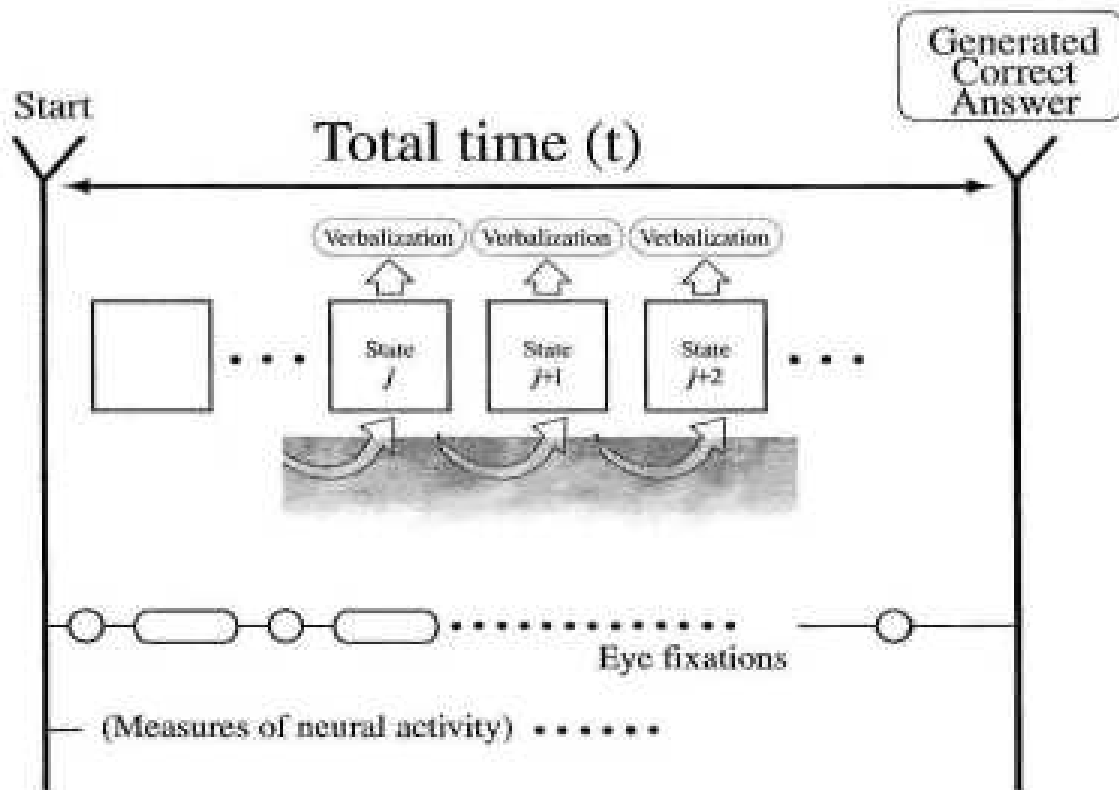 Generated
Correct
Answer
Start
Total time (t)
Verbalization Verbalization Verbalization
State
j
State
j+1
State
j+2
Eye fixations
(Measures of neural activity)